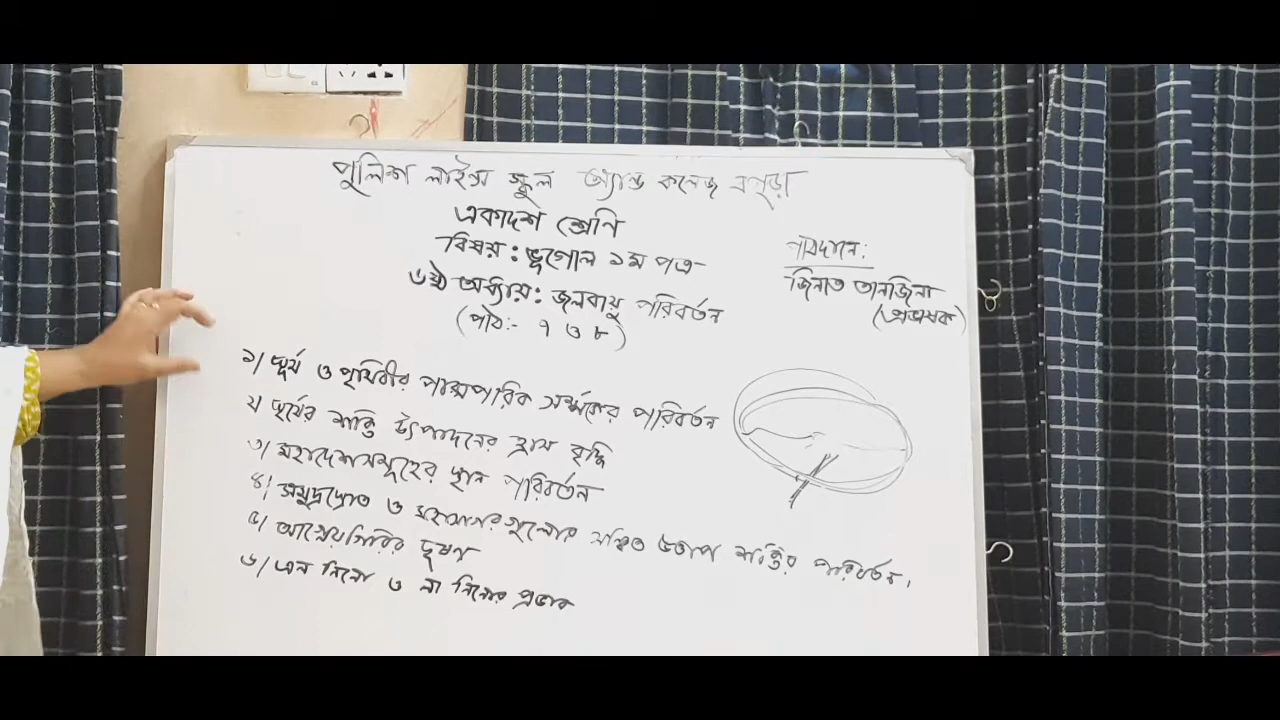 পুলিশ লাইন্স স্কুল অ্যান্ড কলেজ বগুড়া
একাদশ শ্রেণি
বিষয় : ভূগোল ১ম পত্র
৬ষ্ঠ অধ্যায় : জলবায়ু পরিবর্তন
(পাঠ:- ৭ ও ৮)
পাঠদানে:
জিনাত তানজিনা
(প্রভাষক)
১/ সূর্য ও পৃথিবীর পারস্পারিক সম্পর্কের পরিবর্তন
২/ সূর্যের শক্তি উৎপাদনের হ্রাস বৃদ্ধি
৩/ মহাদেশসমূহের স্থান পরিবর্তন
৪/ সমুদ্রস্রোত ও মহাসাগরগুলোর সঞ্চিত উত্তাপ শক্তির পরিবর্তন।
৫/ আগ্নেয়গিরির দূষণ
৬/ এল নিনো ও লা নিনার প্রভাব